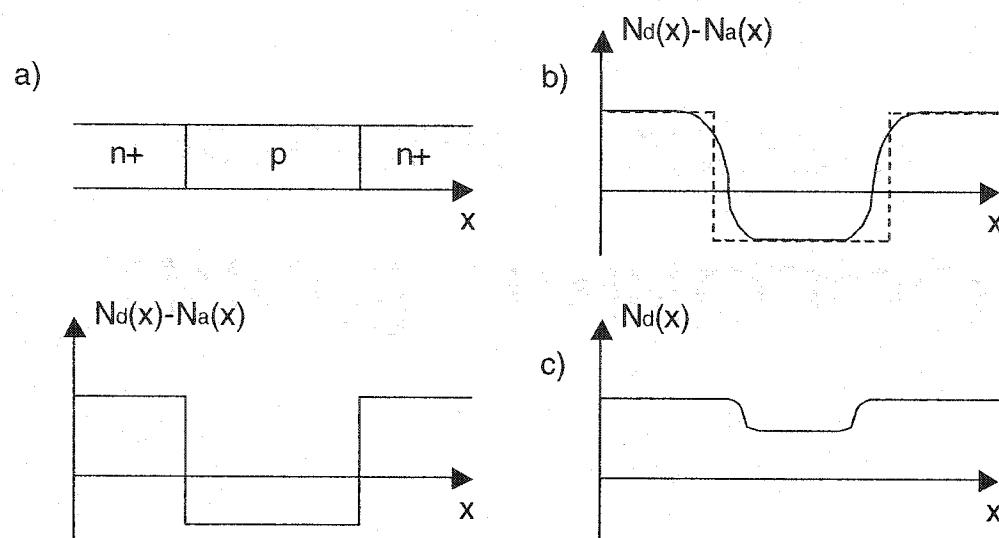 a)
n+ p n+
x
Nd(x)-Na(x)
x
b)
Nd(x)-Na(x)
x
c)
Nd(x)
x